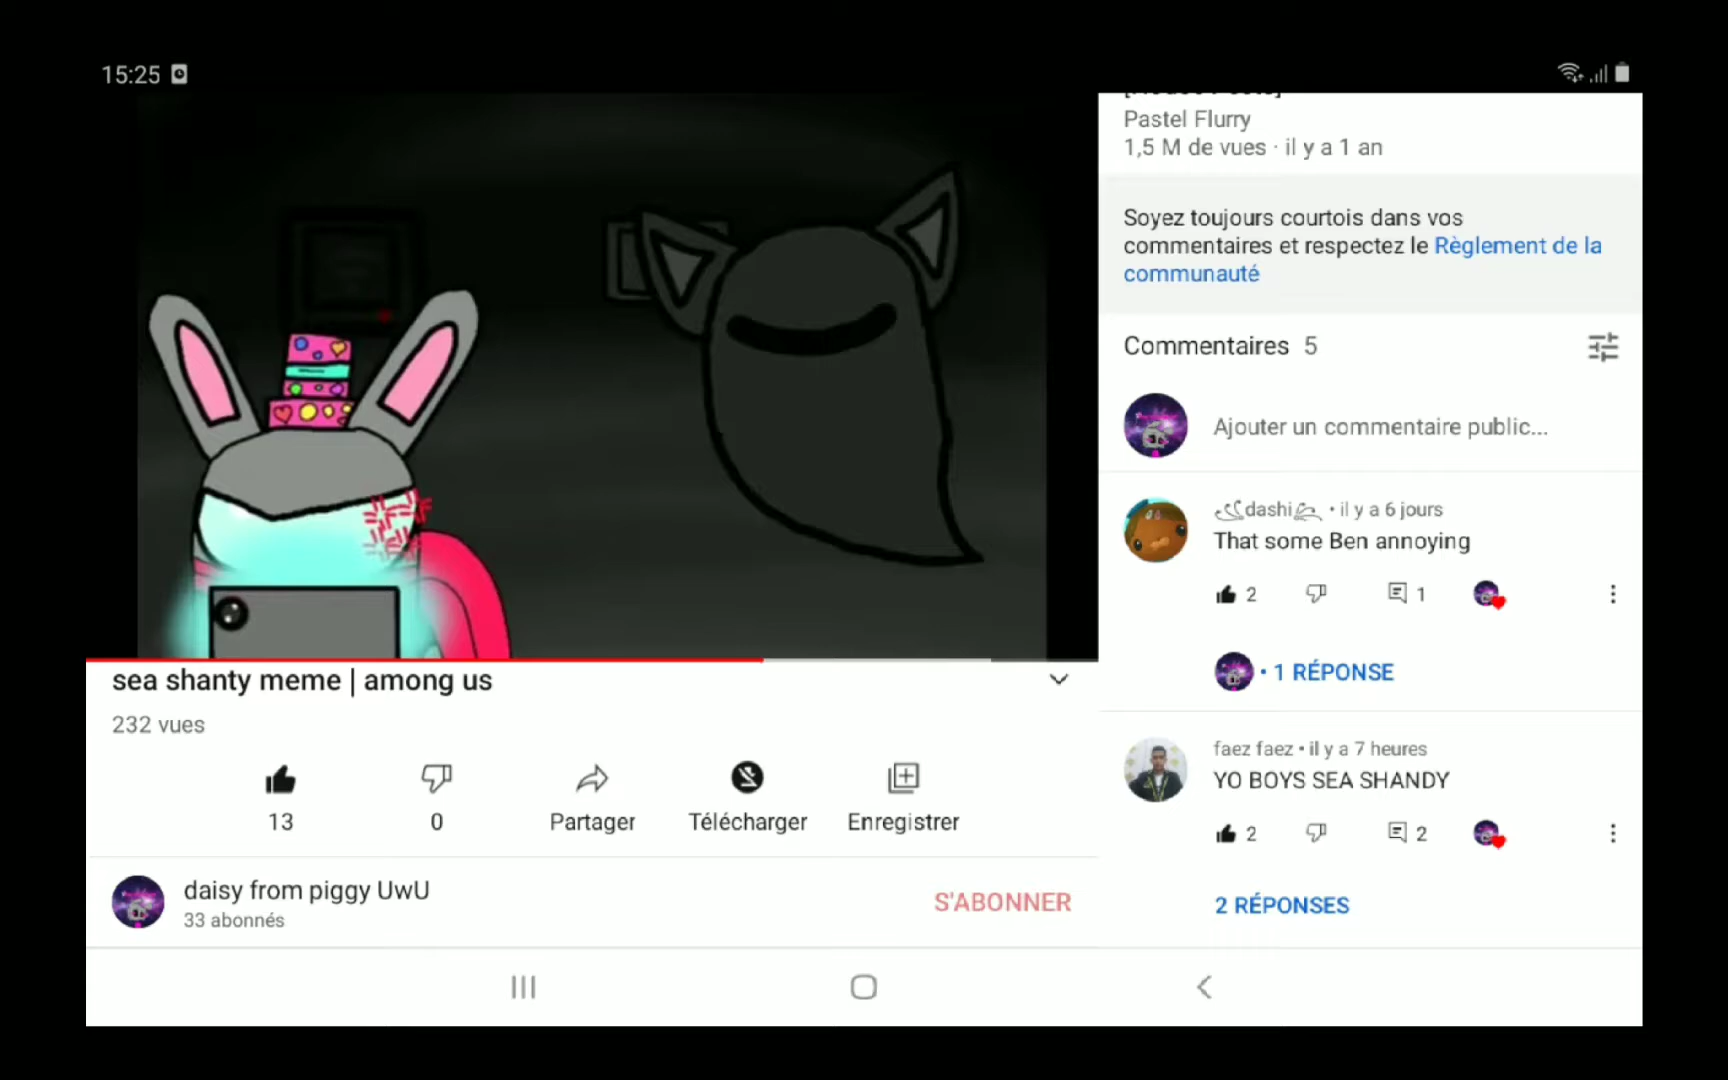 15:25
Pastel Flurry
1,5 M de vues · il y a 1 an
Soyez toujours courtois dans vos
commentaires et respectez le Règlement de la
communauté
Commentaires 5
Ajouter un commentaire public...
dashi • il y a 6 jours
That some Ben annoying
2 1
• 1 RÉPONSE
faez faez • il y a 7 heures
YO BOYS SEA SHANDY
2 2
2 RÉPONSES
sea shanty meme | among us
232 vues
13 0 Partager Télécharger Enregistrer
daisy from piggy UwU
33 abonnés
S'ABONNER